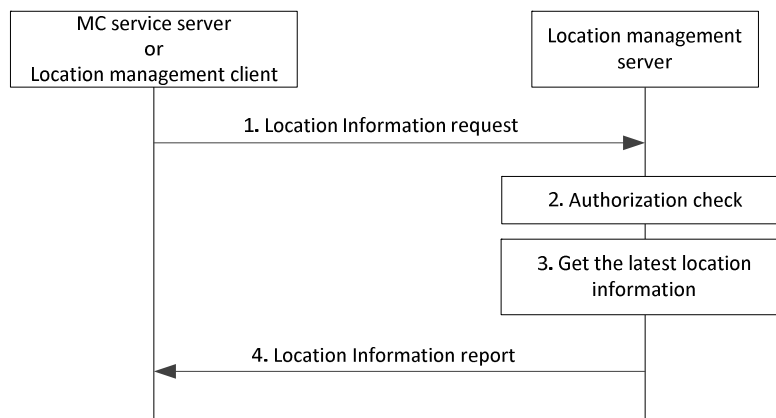 MC service server
or
Location management client
Location management
server
1. Location Information request
2. Authorization check
3. Get the latest location
information
4. Location Information report